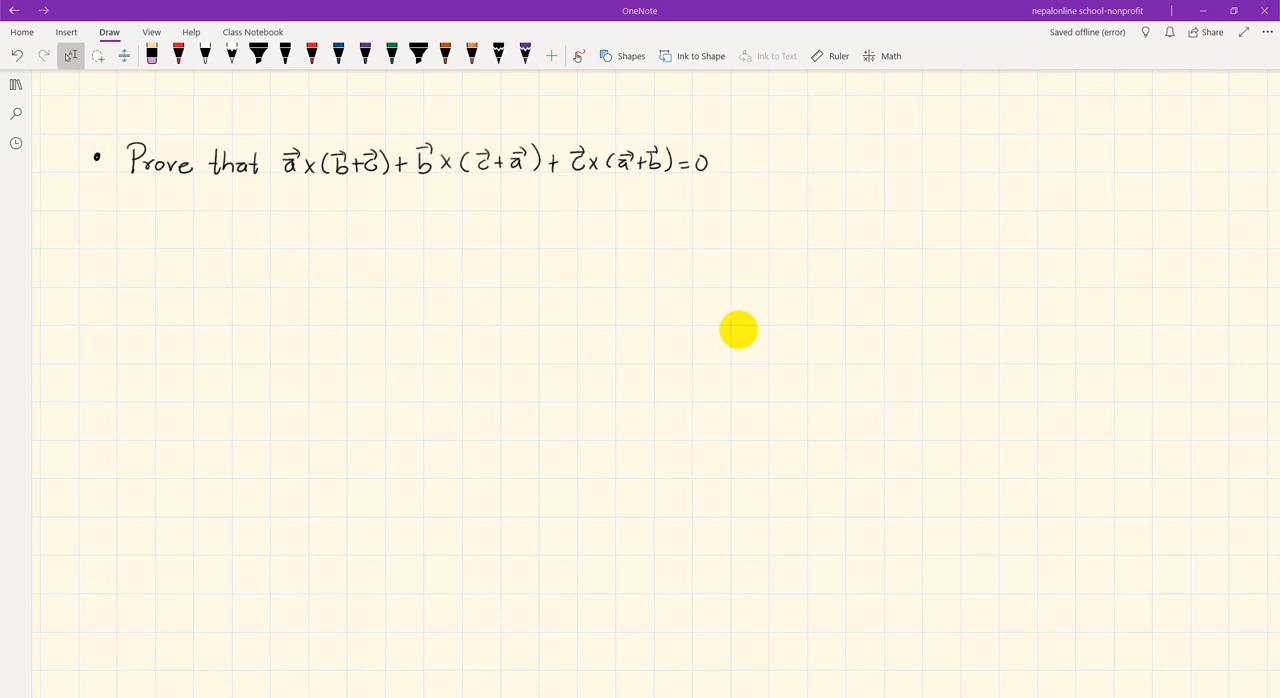 OneNote
nepalonline school-nonprofit
Home Insert Draw View Help Class Notebook
Saved offline (error) Share
Shapes Ink to Shape Ink to Text Ruler Math
• Prove that a⃗ × (b⃗ + c⃗) + b⃗ × (c⃗ + a⃗) + c⃗ × (a⃗ + b⃗) = 0